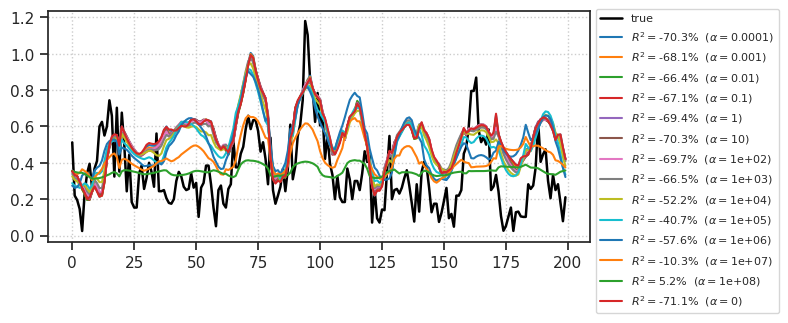 1.2
1.0
0.8
0.6
0.4
0.2
0.0
0 25 50 75 100 125 150 175 200
true
R² = -70.3% (α = 0.0001)
R² = -68.1% (α = 0.001)
R² = -66.4% (α = 0.01)
R² = -67.1% (α = 0.1)
R² = -69.4% (α = 1)
R² = -70.3% (α = 10)
R² = -69.7% (α = 1e+02)
R² = -66.5% (α = 1e+03)
R² = -52.2% (α = 1e+04)
R² = -40.7% (α = 1e+05)
R² = -57.6% (α = 1e+06)
R² = -10.3% (α = 1e+07)
R² = 5.2% (α = 1e+08)
R² = -71.1% (α = 0)